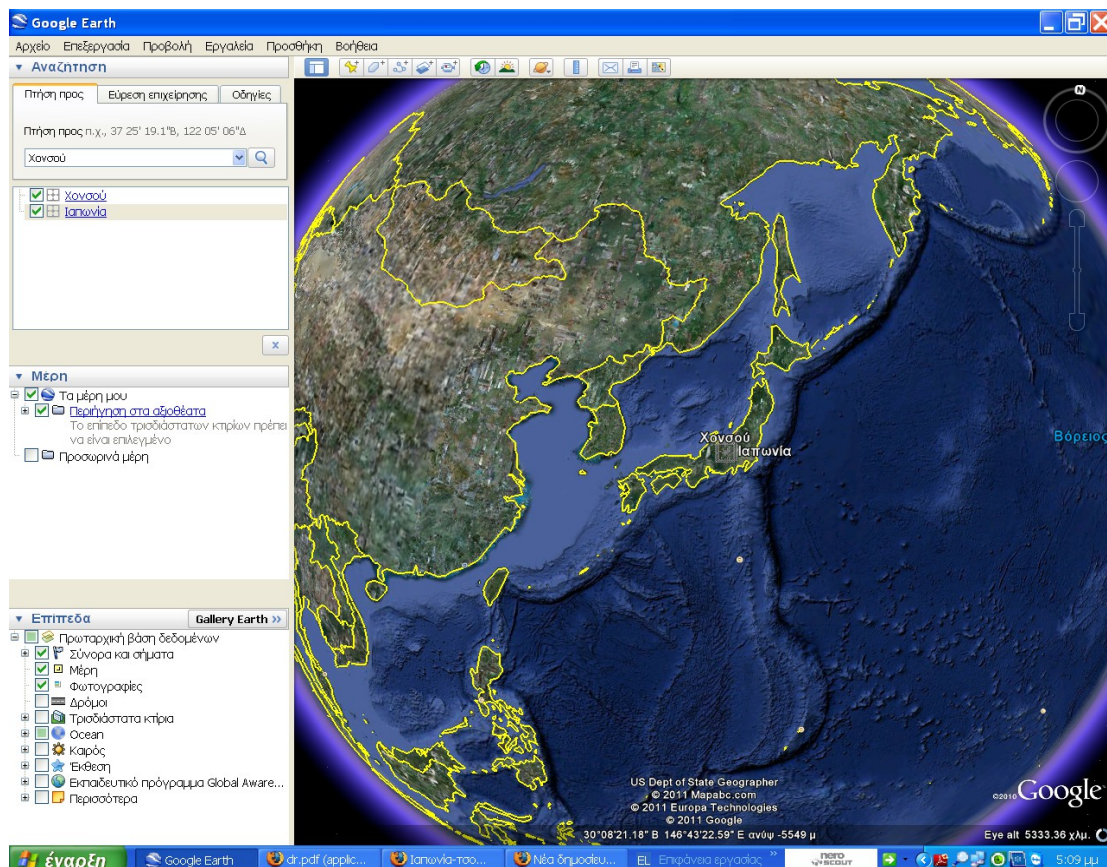 Google Earth
Αρχείο Επεξεργασία Προβολή Εργαλεία Προσθήκη Βοήθεια
Αναζήτηση
Πτήση προς Εύρεση επιχείρησης Οδηγίες
Πτήση προς π.χ., 37 25' 19.1"Β, 122 05' 06"Δ
Χονσού
Χονσού
Ιαπωνία
Μέρη
Τα μέρη μου
Περιήγηση στα αξιοθέατα
Το επίπεδο τρισδιάστατων κτιρίων πρέπει
να είναι επιλεγμένο
Προσωρινά μέρη
Επίπεδα Gallery Earth »
Πρωταρχική βάση δεδομένων
Σύνορα και σήματα
Μέρη
Φωτογραφίες
Δρόμοι
Τρισδιάστατα κτίρια
Ocean
Καιρός
Έκθεση
Εκπαιδευτικό πρόγραμμα Global Aware...
Περισσότερα
N
Χονσού
Ιαπωνία
Βόρειος
US Dept of State Geographer
© 2011 Mapabc.com
© 2011 Europa Technologies
© 2011 Google
©2010 Google
30°08'21.18" Β 146°43'22.59" Ε ανύψ -5549 μ
Eye alt 5333.36 χλμ.
έναρξη Google Earth dr.pdf (applic... Ιαπωνία-τσο... Νέα δημοσίευ... EL Επιφάνεια εργασίας » nero SCOUT 5:09 μμ